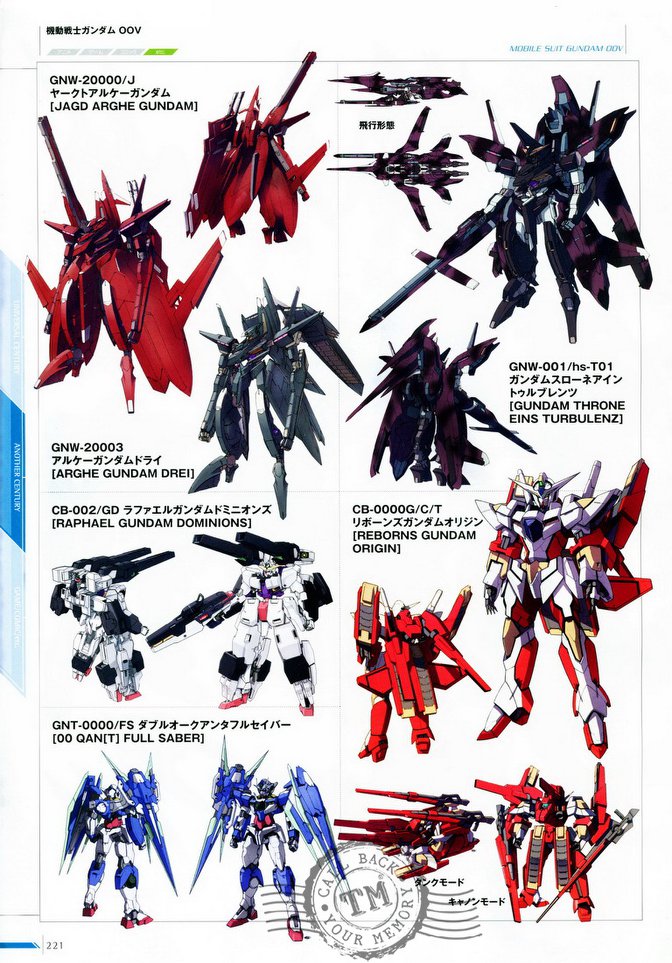 機動戦士ガンダム OOV
MOBILE SUIT GUNDAM OOV
GNW-20000/J
ヤークトアルケーガンダム
[JAGD ARGHE GUNDAM]
飛行形態
GNW-001/hs-T01
ガンダムスローネアイン
トゥルブレンツ
[GUNDAM THRONE
EINS TURBULENZ]
GNW-20003
アルケーガンダムドライ
[ARGHE GUNDAM DREI]
CB-002/GD ラファエルガンダムドミニオンズ
[RAPHAEL GUNDAM DOMINIONS]
CB-0000G/C/T
リボーンズガンダムオリジン
[REBORNS GUNDAM
ORIGIN]
GNT-0000/FS ダブルオークアンタフルセイバー
[00 QAN[T] FULL SABER]
タンクモード
キャノンモード
UNIVERSAL CENTURY
ANOTHER CENTURY
CALL BACK
TM
YOUR MEMORY
221